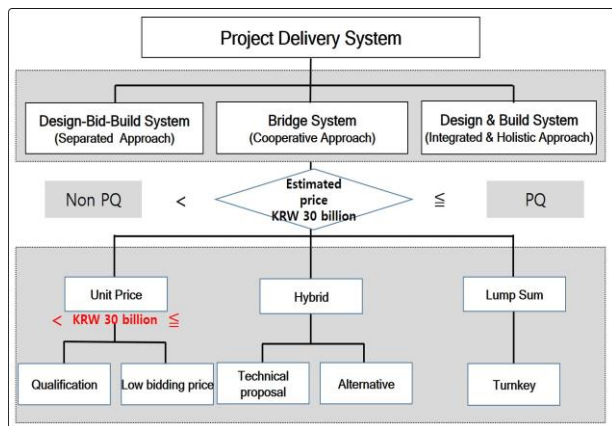 Project Delivery System
Design-Bid-Build System
(Separated Approach)
Bridge System
(Cooperative Approach)
Design & Build System
(Integrated & Holistic Approach)
Non PQ
<
Estimated
price
KRW 30 billion
≦
PQ
Unit Price
Hybrid
Lump Sum
< KRW 30 billion ≦
Qualification
Low bidding price
Technical
proposal
Alternative
Turnkey